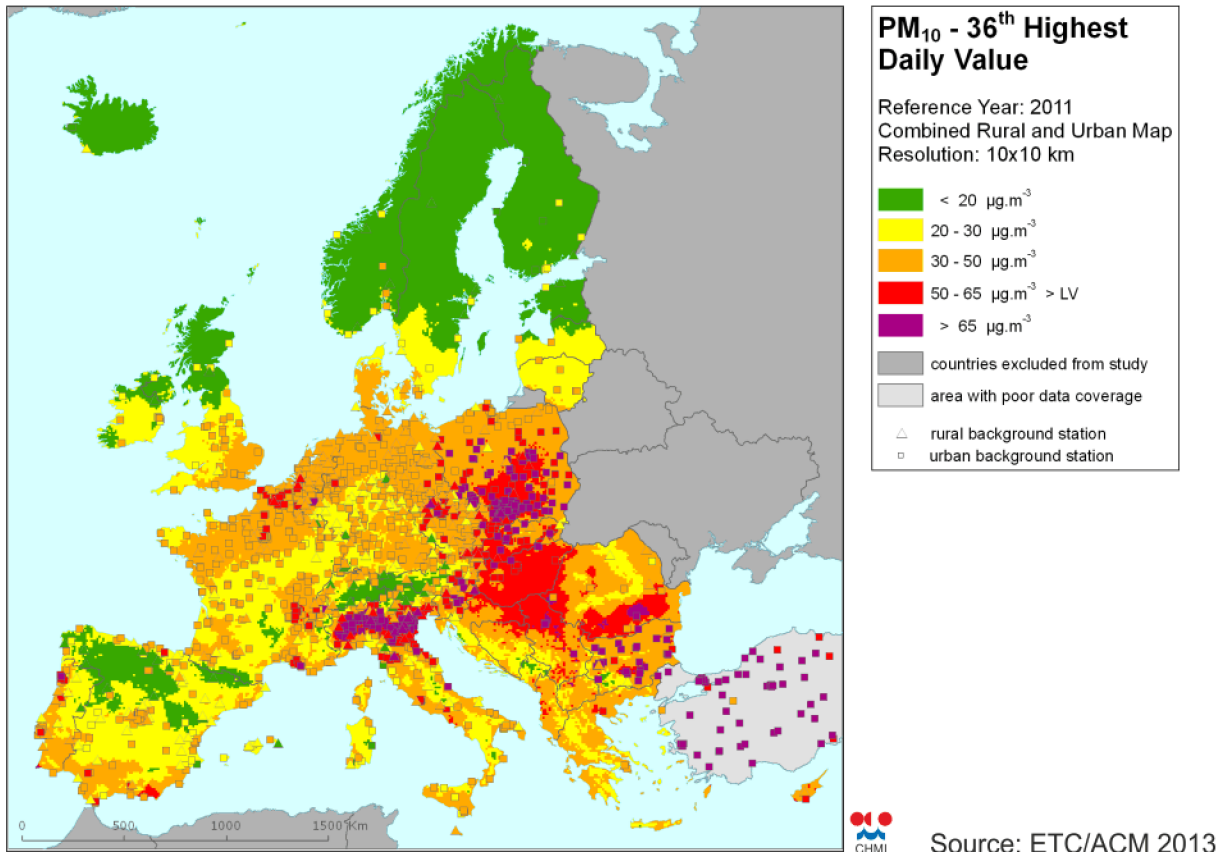 PM₁₀ - 36ᵗʰ Highest
Daily Value
Reference Year: 2011
Combined Rural and Urban Map
Resolution: 10x10 km
< 20 µg.m⁻³
20 - 30 µg.m⁻³
30 - 50 µg.m⁻³
50 - 65 µg.m⁻³ > LV
> 65 µg.m⁻³
countries excluded from study
area with poor data coverage
rural background station
urban background station
0 500 1000 1500 Km
CHMI
Source: ETC/ACM 2013